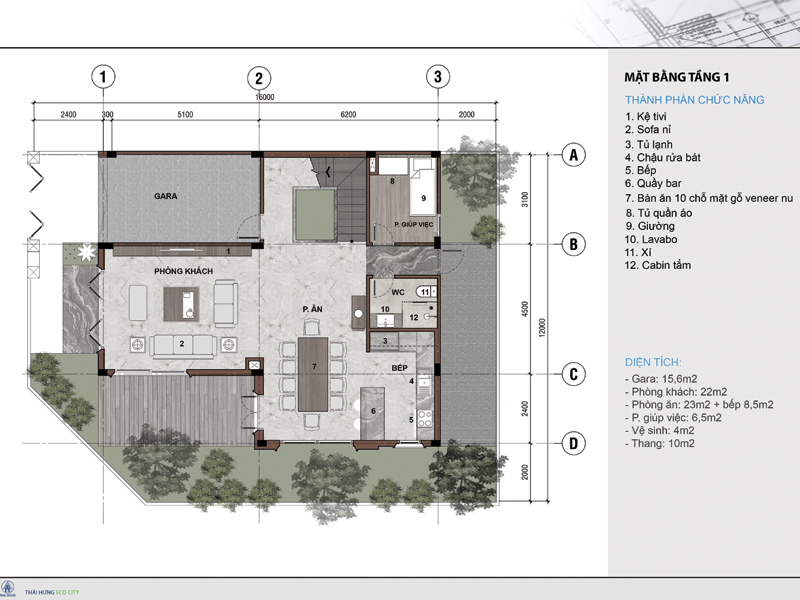 1
2
3
16000
2400
300
5100
6200
2000
A
B
C
D
3100
4500
12000
2400
2000
GARA
8
9
P. GIÚP VIỆC
1
PHÒNG KHÁCH
2
P. ĂN
WC
11
10
12
3
BẾP
7
4
6
5
MẶT BẰNG TẦNG 1
THÀNH PHẦN CHỨC NĂNG
1. Kệ tivi
2. Sofa nỉ
3. Tủ lạnh
4. Chậu rửa bát
5. Bếp
6. Quầy bar
7. Bàn ăn 10 chỗ mặt gỗ veneer nu
8. Tủ quần áo
9. Giường
10. Lavabo
11. Xí
12. Cabin tắm
DIỆN TÍCH:
- Gara: 15,6m2
- Phòng khách: 22m2
- Phòng ăn: 23m2 + bếp 8,5m2
- P. giúp việc: 6,5m2
- Vệ sinh: 4m2
- Thang: 10m2
THÁI HƯNG ECO CITY